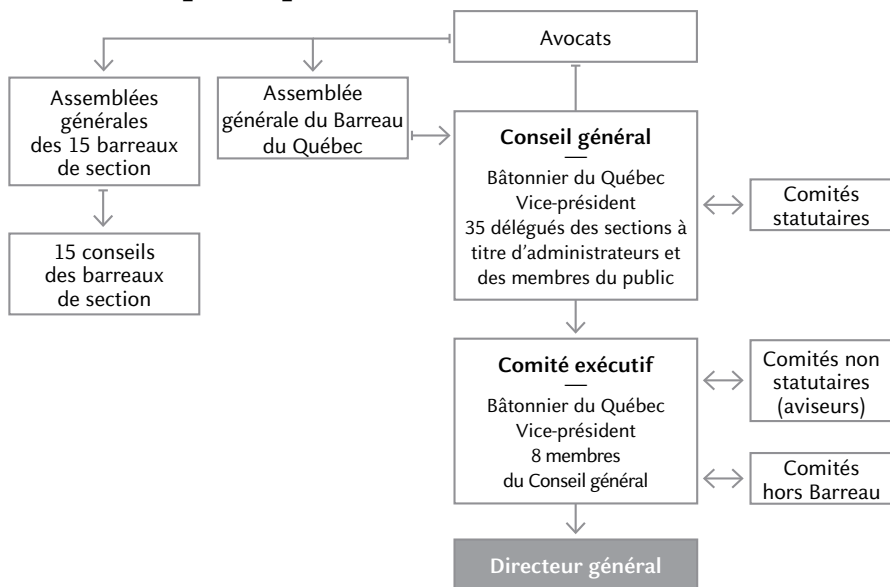 Avocats
Assemblées
générales
des 15 barreaux
de section
Assemblée
générale du Barreau
du Québec
Conseil général
Bâtonnier du Québec
Vice-président
35 délégués des sections à
titre d’administrateurs et
des membres du public
Comités
statutaires
15 conseils
des barreaux
de section
Comité exécutif
Bâtonnier du Québec
Vice-président
8 membres
du Conseil général
Comités non
statutaires
(aviseurs)
Comités
hors Barreau
Directeur général